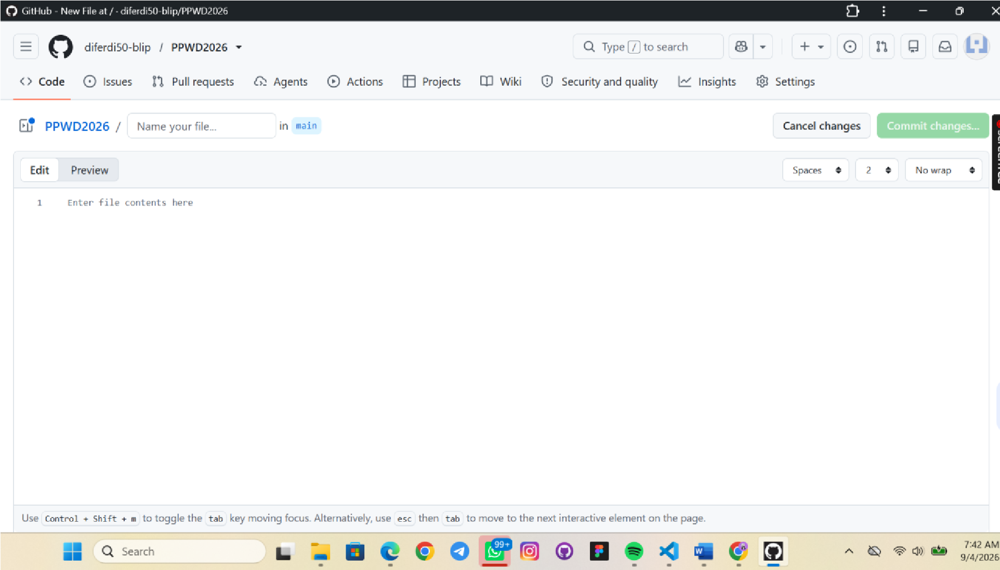 GitHub - New File at / · diferdi50-blip/PPWD2026
diferdi50-blip / PPWD2026
Type / to search
Code Issues Pull requests Agents Actions Projects Wiki Security and quality Insights Settings
PPWD2026 / Name your file... in main Cancel changes Commit changes...
Edit Preview Spaces 2 No wrap
1 Enter file contents here
Use Control + Shift + m to toggle the tab key moving focus. Alternatively, use esc then tab to move to the next interactive element on the page.
Search 99+ 7:42 AM
9/4/2026